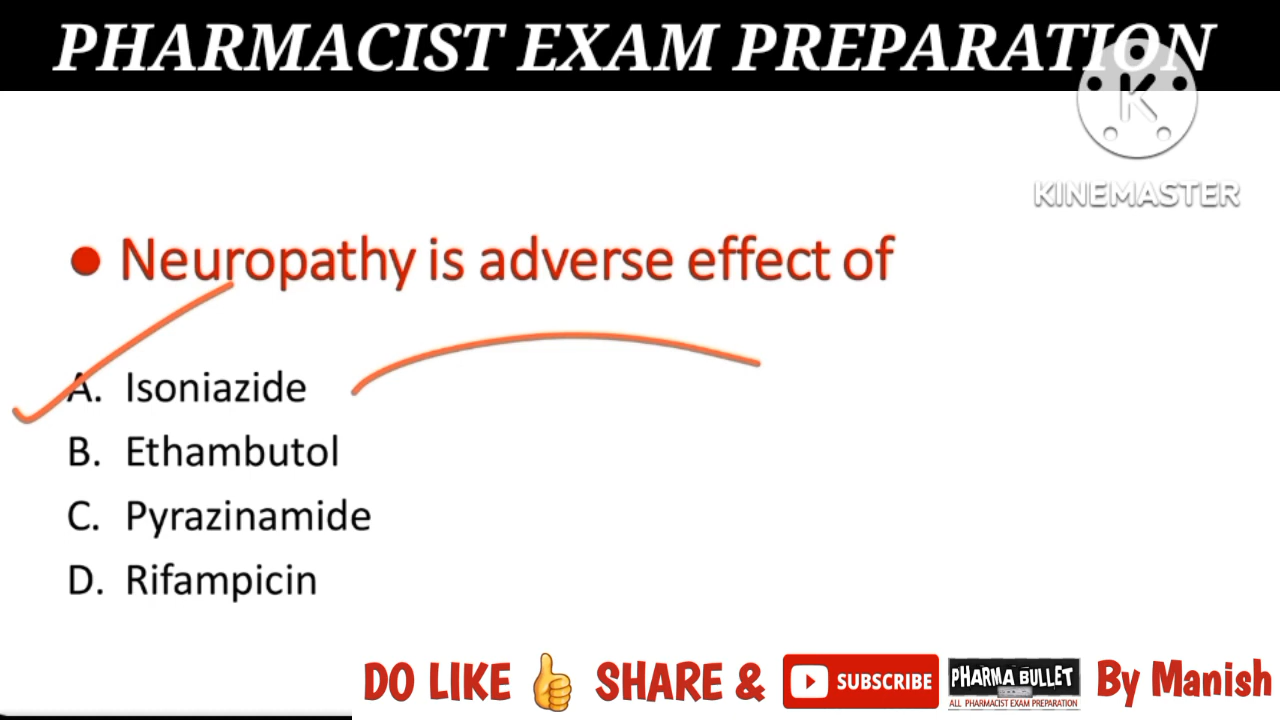 PHARMACIST EXAM PREPARATION
K
KINEMASTER
● Neuropathy is adverse effect of
A. Isoniazide
B. Ethambutol
C. Pyrazinamide
D. Rifampicin
DO LIKE 👍 SHARE & SUBSCRIBE PHARMA BULLET By Manish
ALL PHARMACIST EXAM PREPARATION